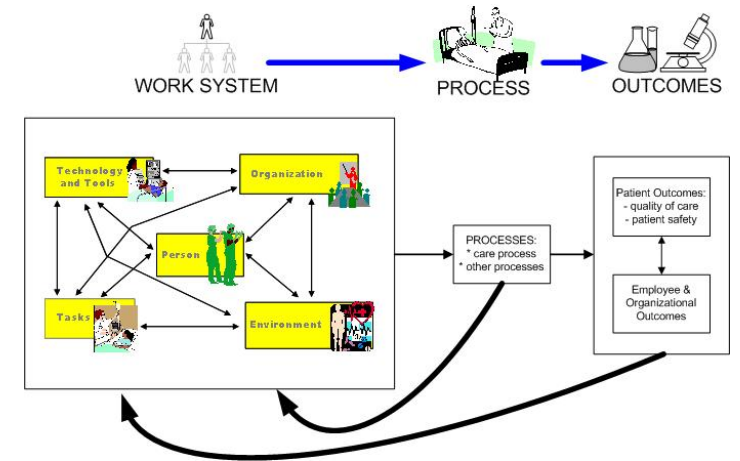 WORK SYSTEM
PROCESS
OUTCOMES
Technology
and Tools
Organization
Person
Tasks
Environment
PROCESSES:
* care process
* other processes
Patient Outcomes:
- quality of care
- patient safety
Employee &
Organizational
Outcomes